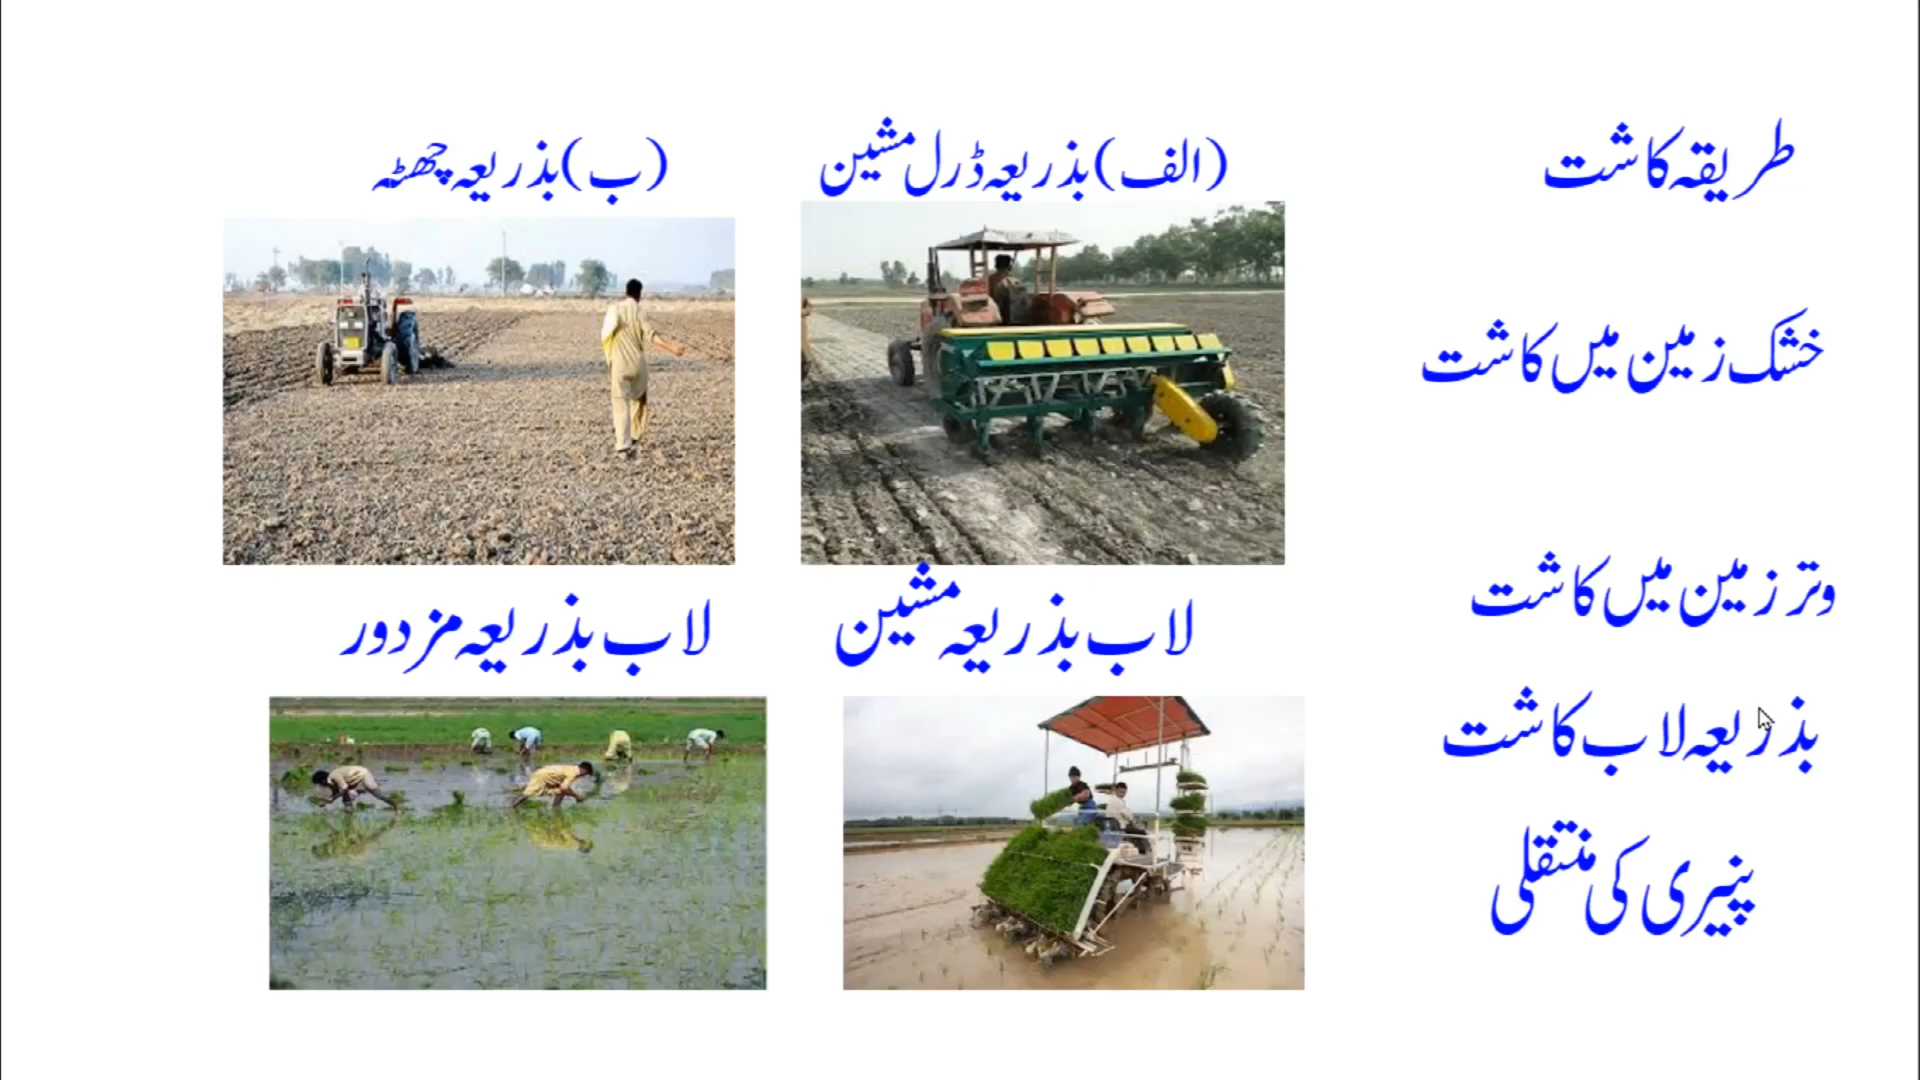 طریقہ کاشت
(الف) بذریعہ ڈرل مشین
(ب) بذریعہ چھٹہ
خشک زمین میں کاشت
وتر زمین میں کاشت
لاب بذریعہ مشین
لاب بذریعہ مزدور
بذریعہ لاب کاشت
پنیری کی منتقلی